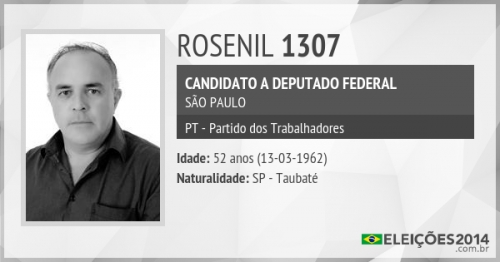 ROSENIL 1307
CANDIDATO A DEPUTADO FEDERAL
SÃO PAULO
PT - Partido dos Trabalhadores
Idade: 52 anos (13-03-1962)
Naturalidade: SP - Taubaté
ELEIÇÕES2014
.com.br